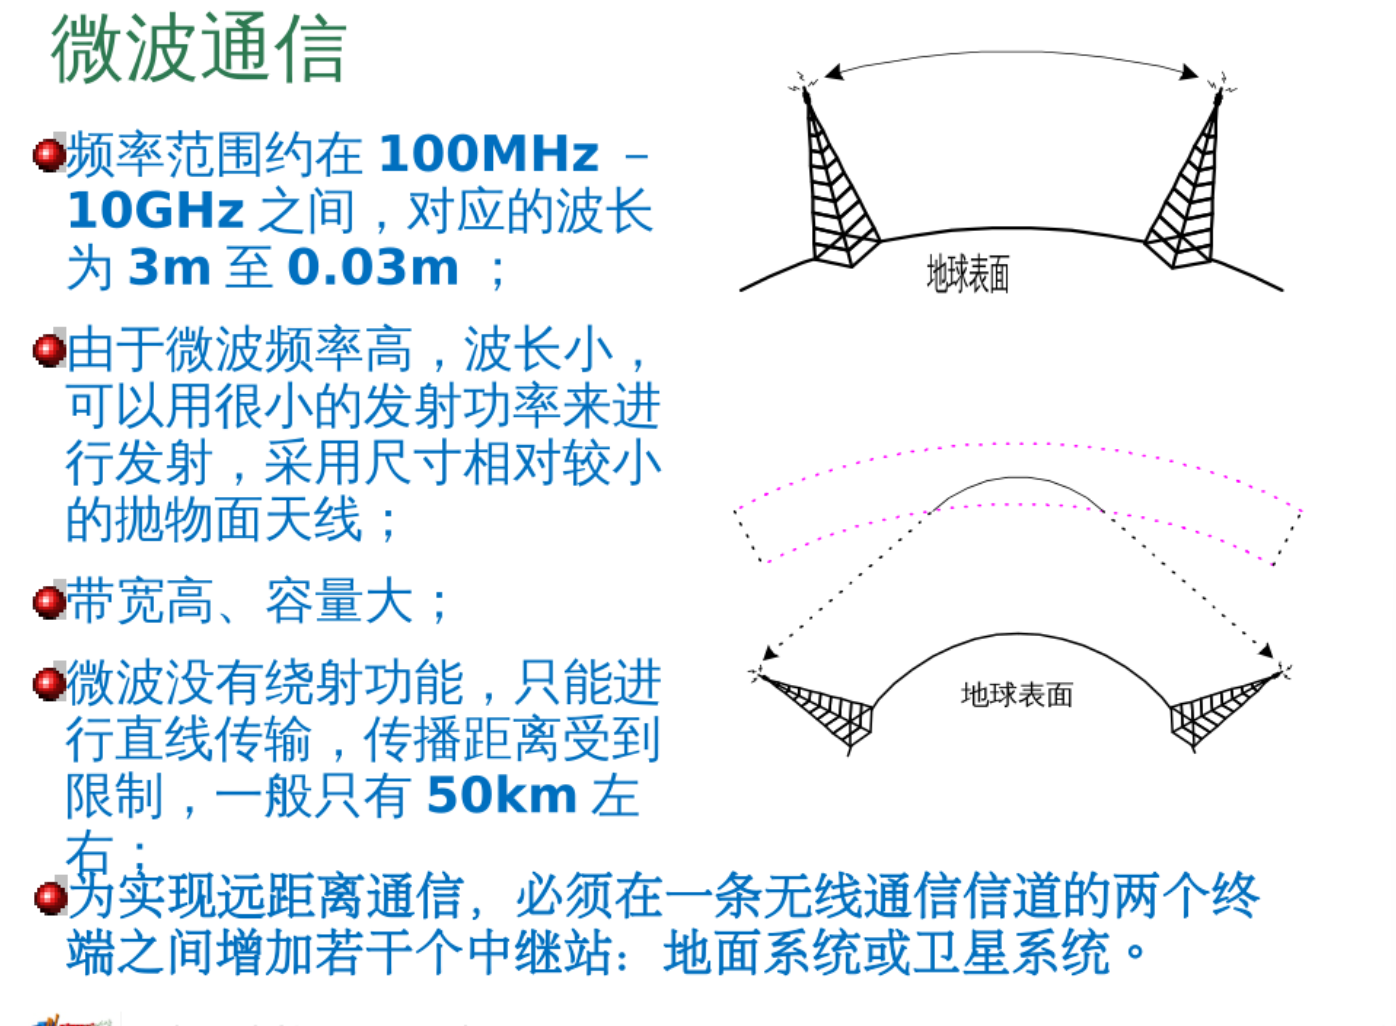 微波通信
频率范围约在 100MHz －
10GHz 之间，对应的波长
为 3m 至 0.03m ；
由于微波频率高，波长小，
可以用很小的发射功率来进
行发射，采用尺寸相对较小
的抛物面天线；
带宽高、容量大；
微波没有绕射功能，只能进
行直线传输，传播距离受到
限制，一般只有 50km 左
右；
为实现远距离通信，必须在一条无线通信信道的两个终
端之间增加若干个中继站：地面系统或卫星系统。
地球表面
地球表面